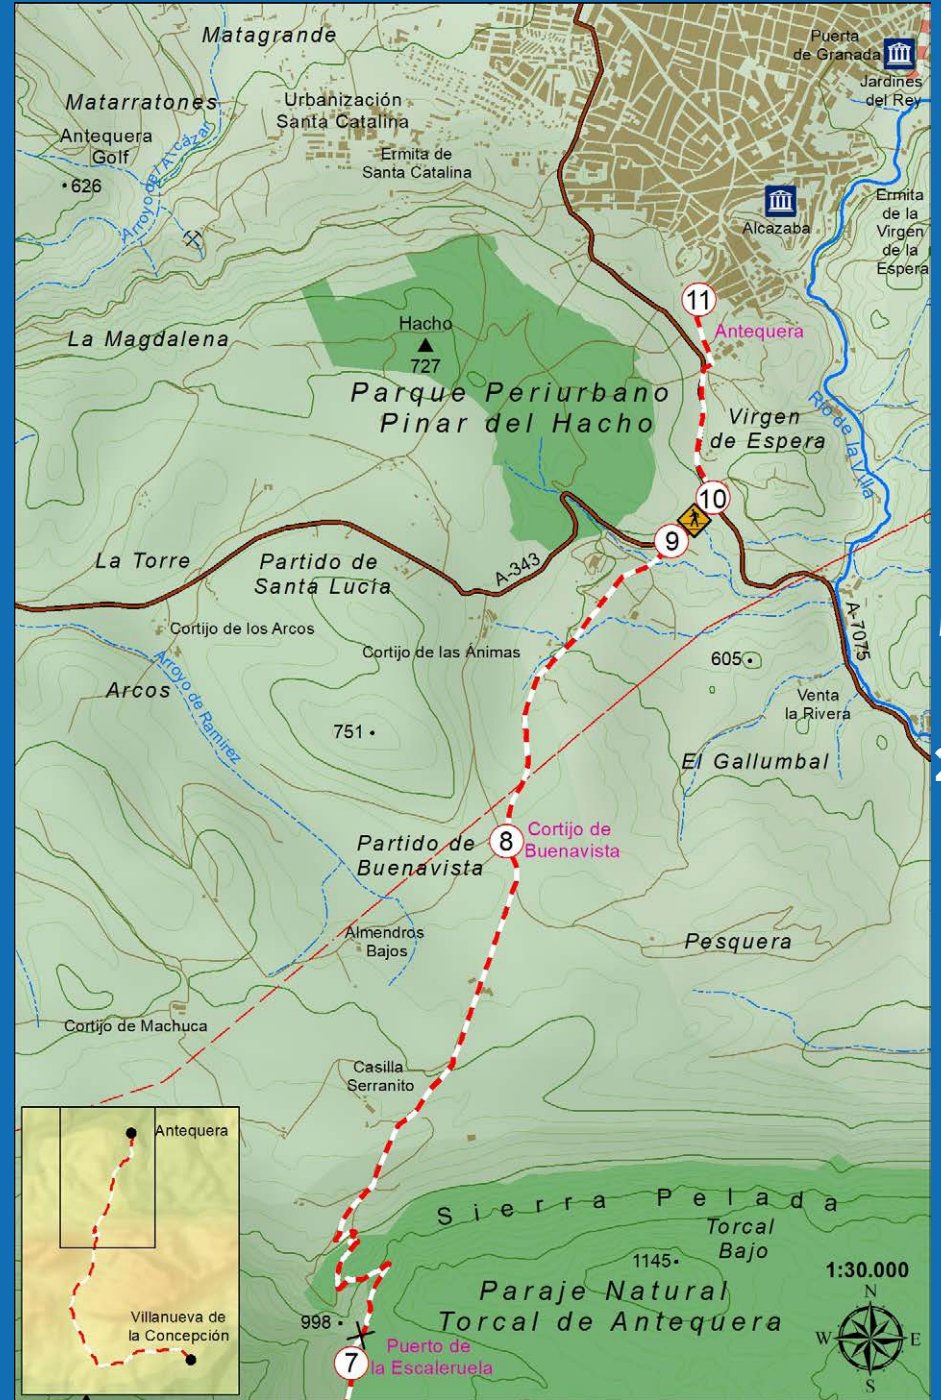 Matagrande
Puerta
de Granada
Jardines
del Rey
Matarratones
Urbanización
Santa Catalina
Antequera
Golf
626
Arroyo del Alcázar
Ermita de
Santa Catalina
Alcazaba
Ermita
de la
Virgen
de la
Espera
11
Antequera
La Magdalena
Hacho
727
Parque Periurbano
Pinar del Hacho
Virgen
de Espera
Río de la Villa
10
9
La Torre
Partido de
Santa Lucía
A-343
A-7075
Cortijo de los Arcos
Cortijo de las Ánimas
605
Arcos
Arroyo de Ramírez
Venta
la Rivera
751
El Gallumbal
8
Cortijo de
Buenavista
Partido de
Buenavista
Almendros
Bajos
Pesquera
Cortijo de Machuca
Casilla
Serranito
Antequera
Villanueva de
la Concepción
Sierra Pelada
Torcal
Bajo
1145
1:30.000
Paraje Natural
Torcal de Antequera
998
Puerto de
la Escaleruela
7
N
W E
S